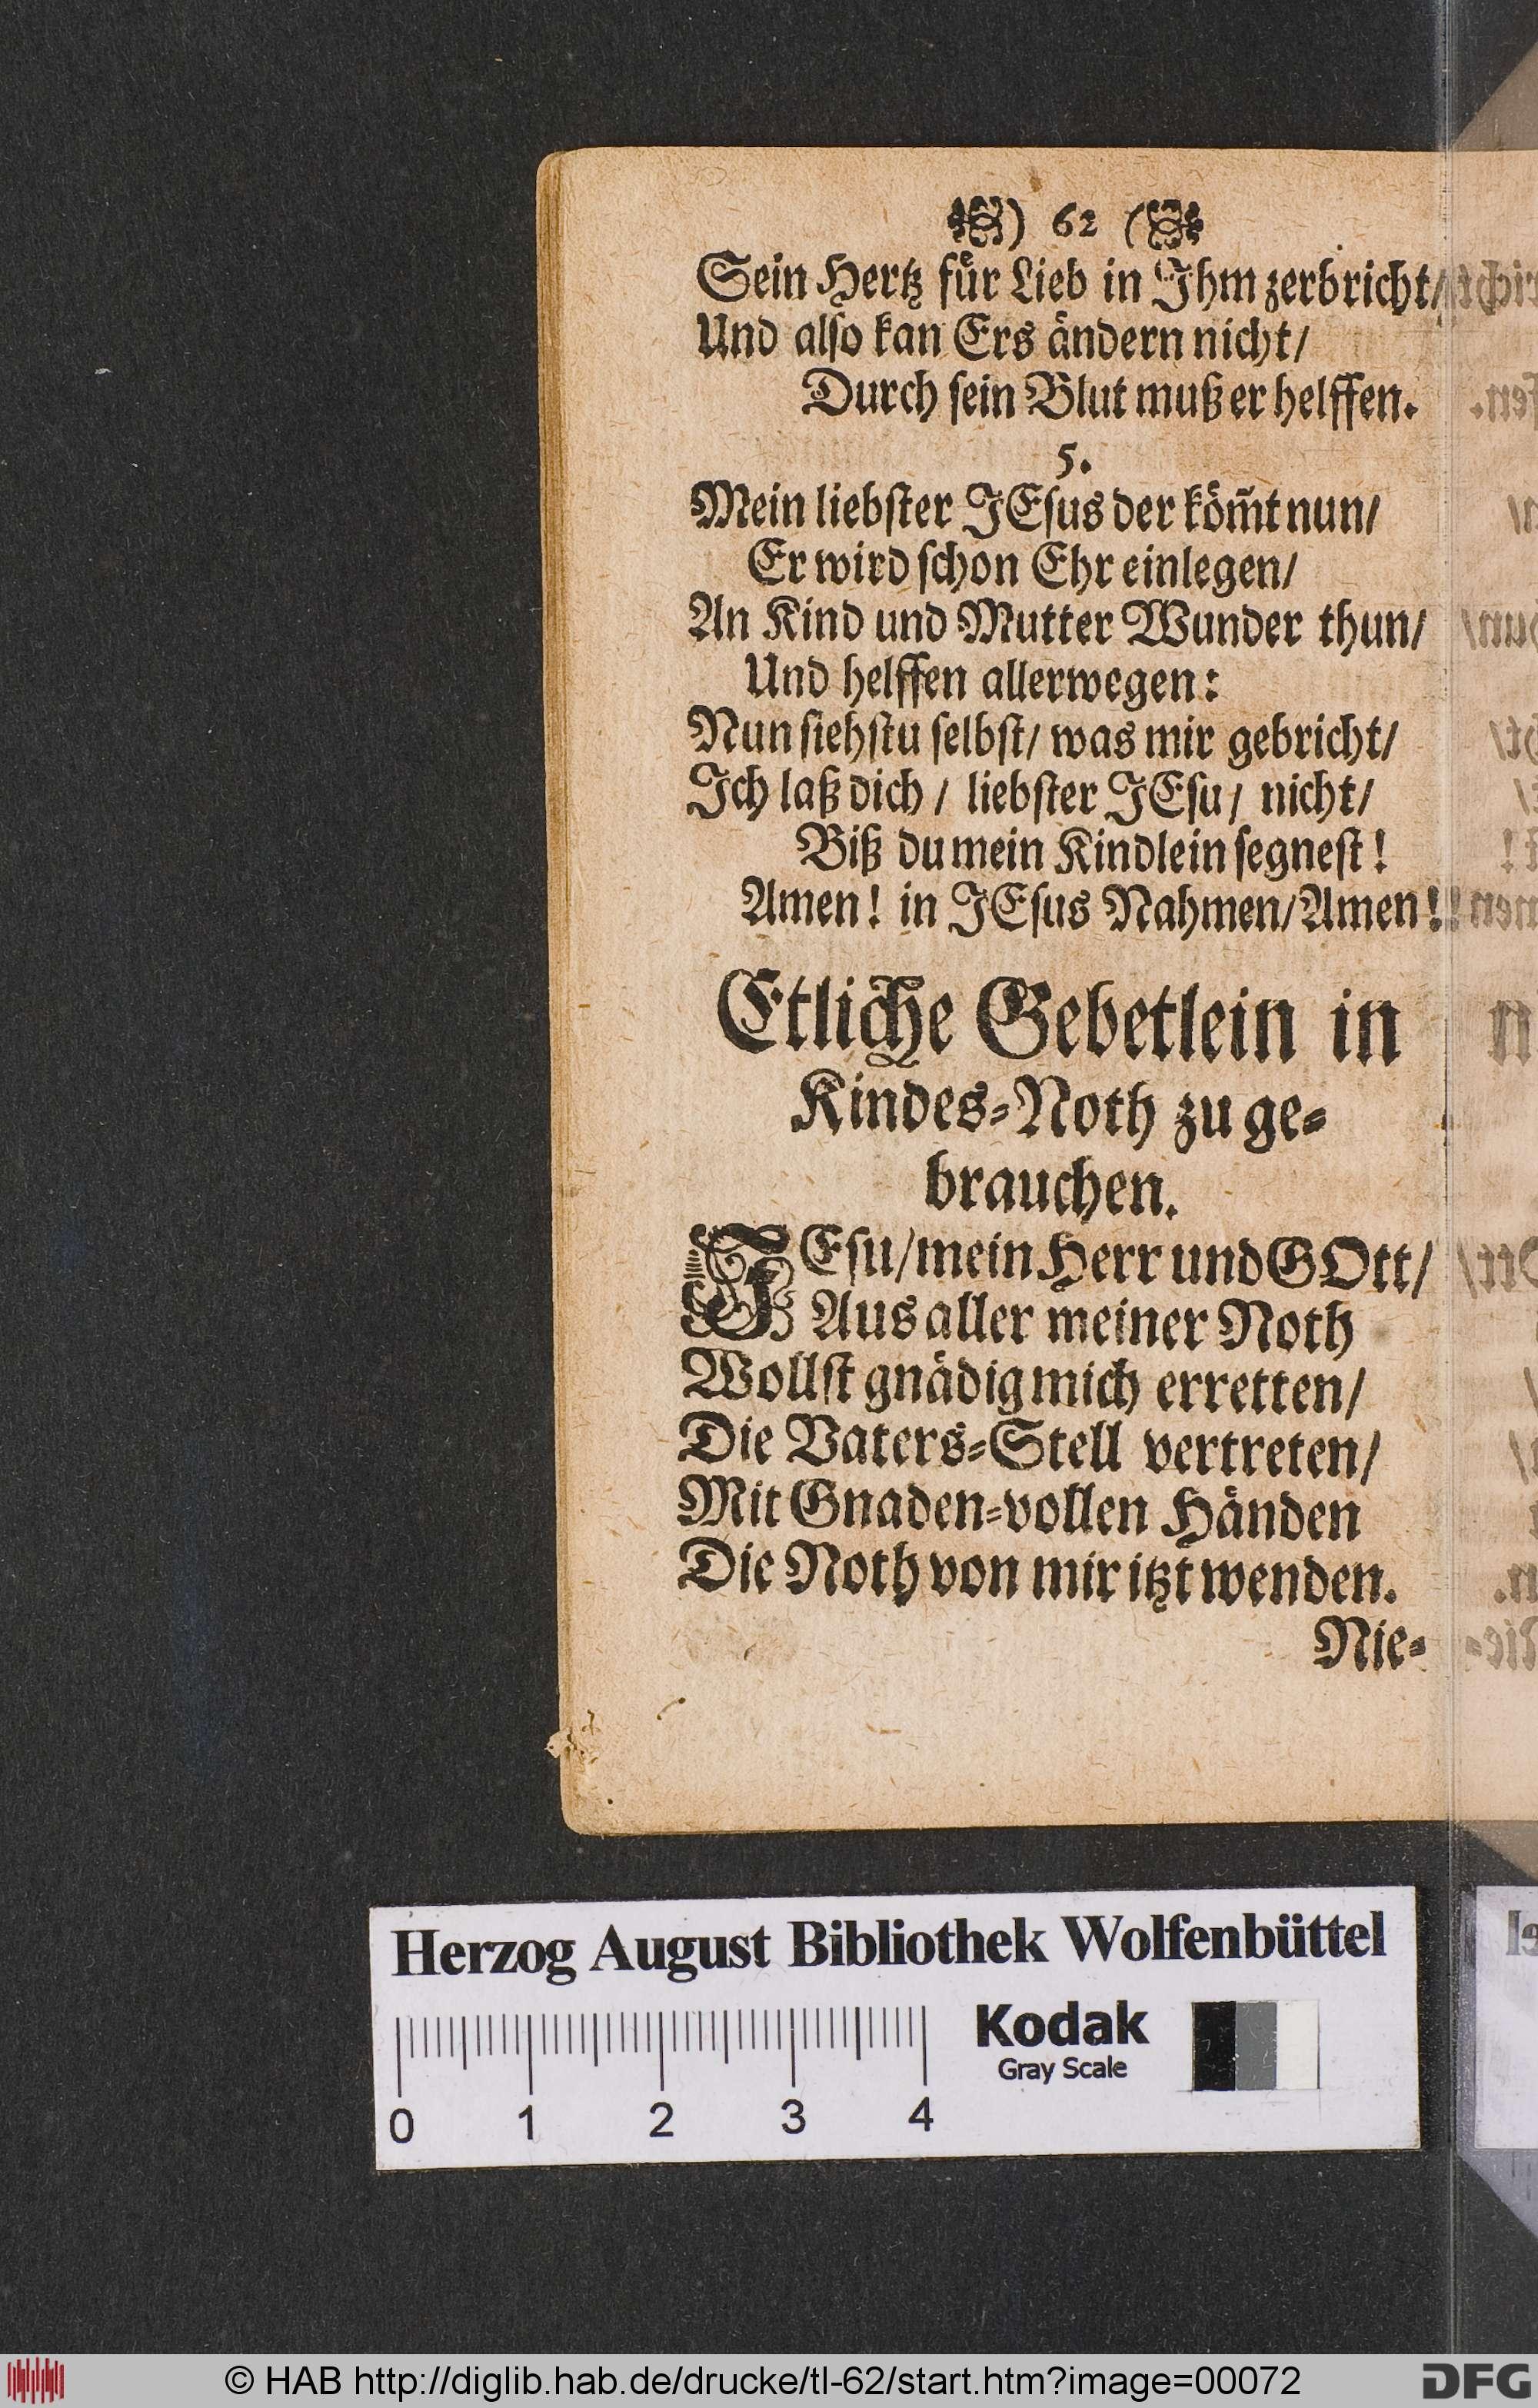 ) 62 (
Sein Hertz für Lieb in Ihm zerbricht/
Und alſo kan Ers ändern nicht/
Durch ſein Blut muß er helffen.
5.
Mein liebſter JEſus der köm̃t nun/
Er wird ſchon Ehr einlegen/
An Kind und Mutter Wunder thun/
Und helffen allerwegen:
Nun ſiehſtu ſelbſt/ was mir gebricht/
Ich laß dich / liebſter JEſu/ nicht/
Biß du mein Kindlein ſegneſt!
Amen! in JEſus Nahmen/Amen!
Etliche Gebetlein in
Kindes-Noth zu ge-
brauchen.
JEſu/mein Herr und GOtt/
Aus aller meiner Noth
Wollſt gnädig mich erretten/
Die Vaters-Stell vertreten/
Mit Gnaden-vollen Händen
Die Noth von mir itzt wenden.
Nie-
Herzog August Bibliothek Wolfenbüttel
Kodak
Gray Scale
0 1 2 3 4
© HAB http://diglib.hab.de/drucke/tl-62/start.htm?image=00072
DFG